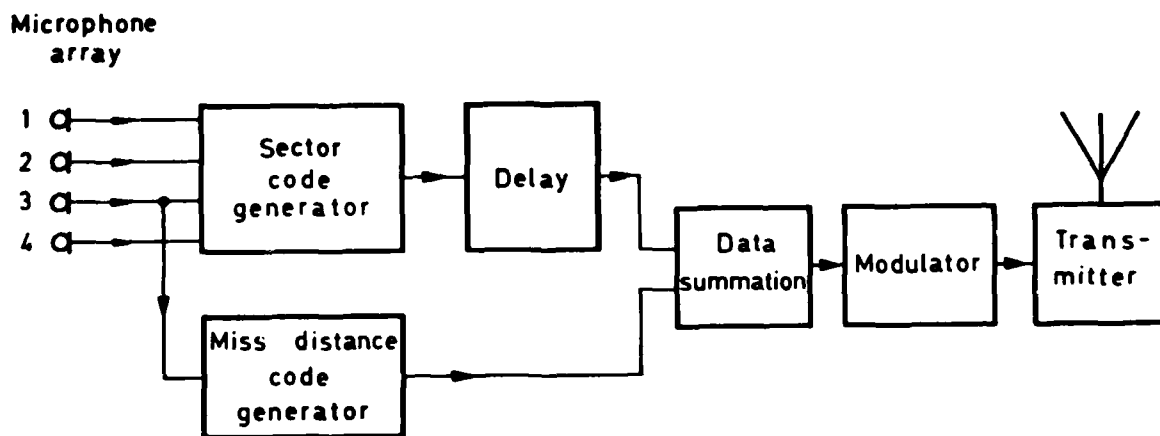 Microphone
array
1
2
3
4
Sector
code
generator
Delay
Miss distance
code
generator
Data
summation
Modulator
Trans-
mitter